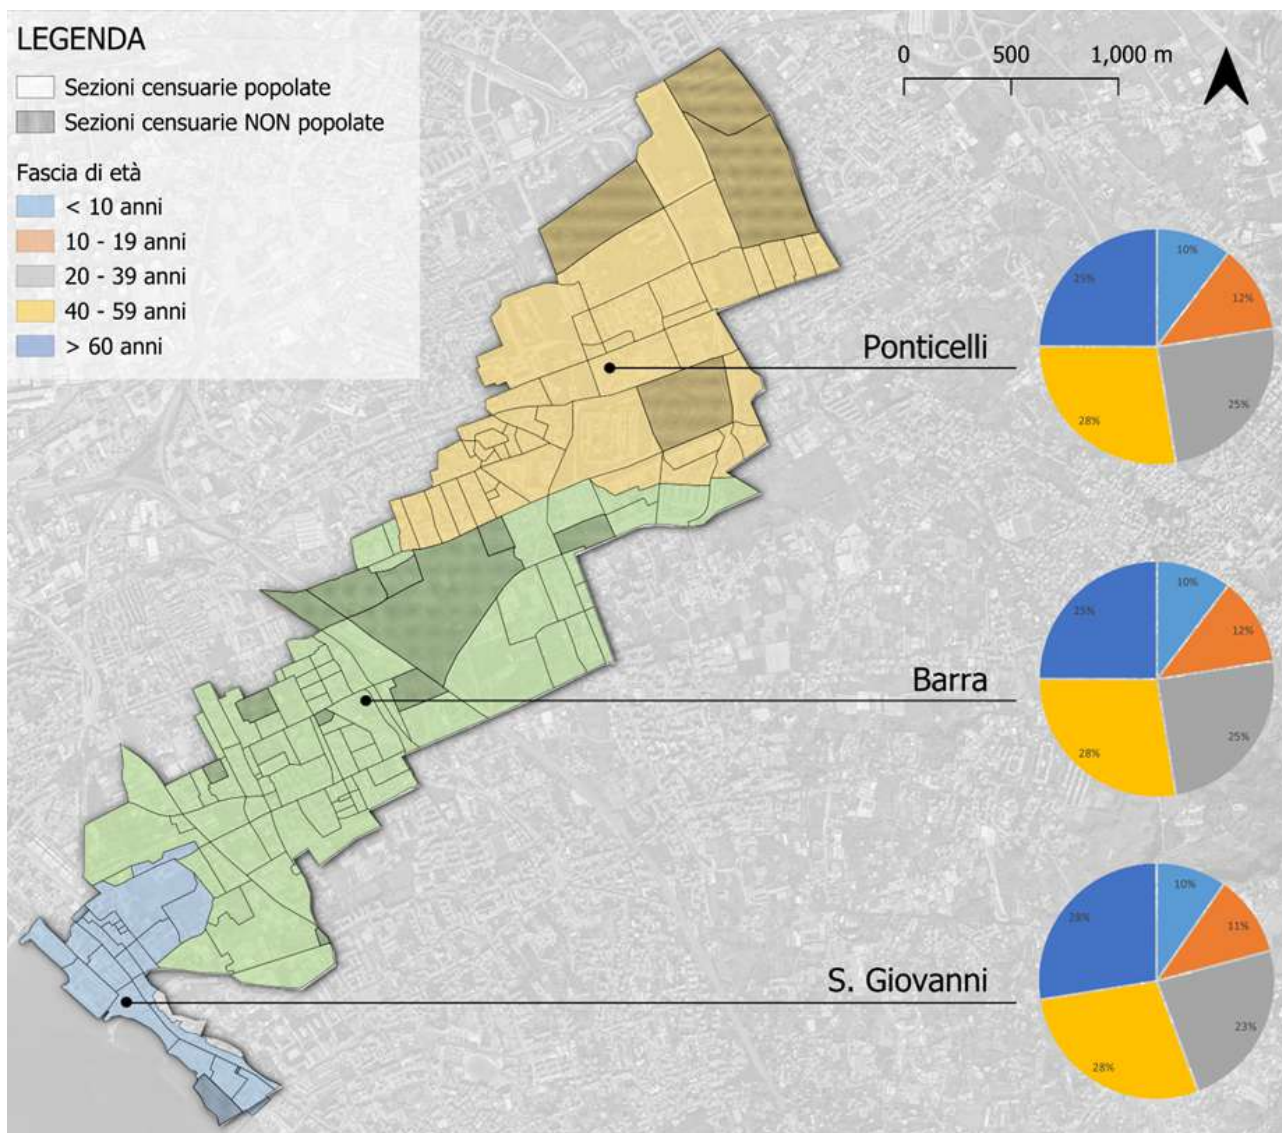 LEGENDA
Sezioni censuarie popolate
Sezioni censuarie NON popolate
Fascia di età
< 10 anni
10 - 19 anni
20 - 39 anni
40 - 59 anni
> 60 anni
0 500 1,000 m
Ponticelli
10%
12%
25%
28%
25%
Barra
10%
12%
25%
28%
25%
S. Giovanni
10%
11%
23%
28%
28%